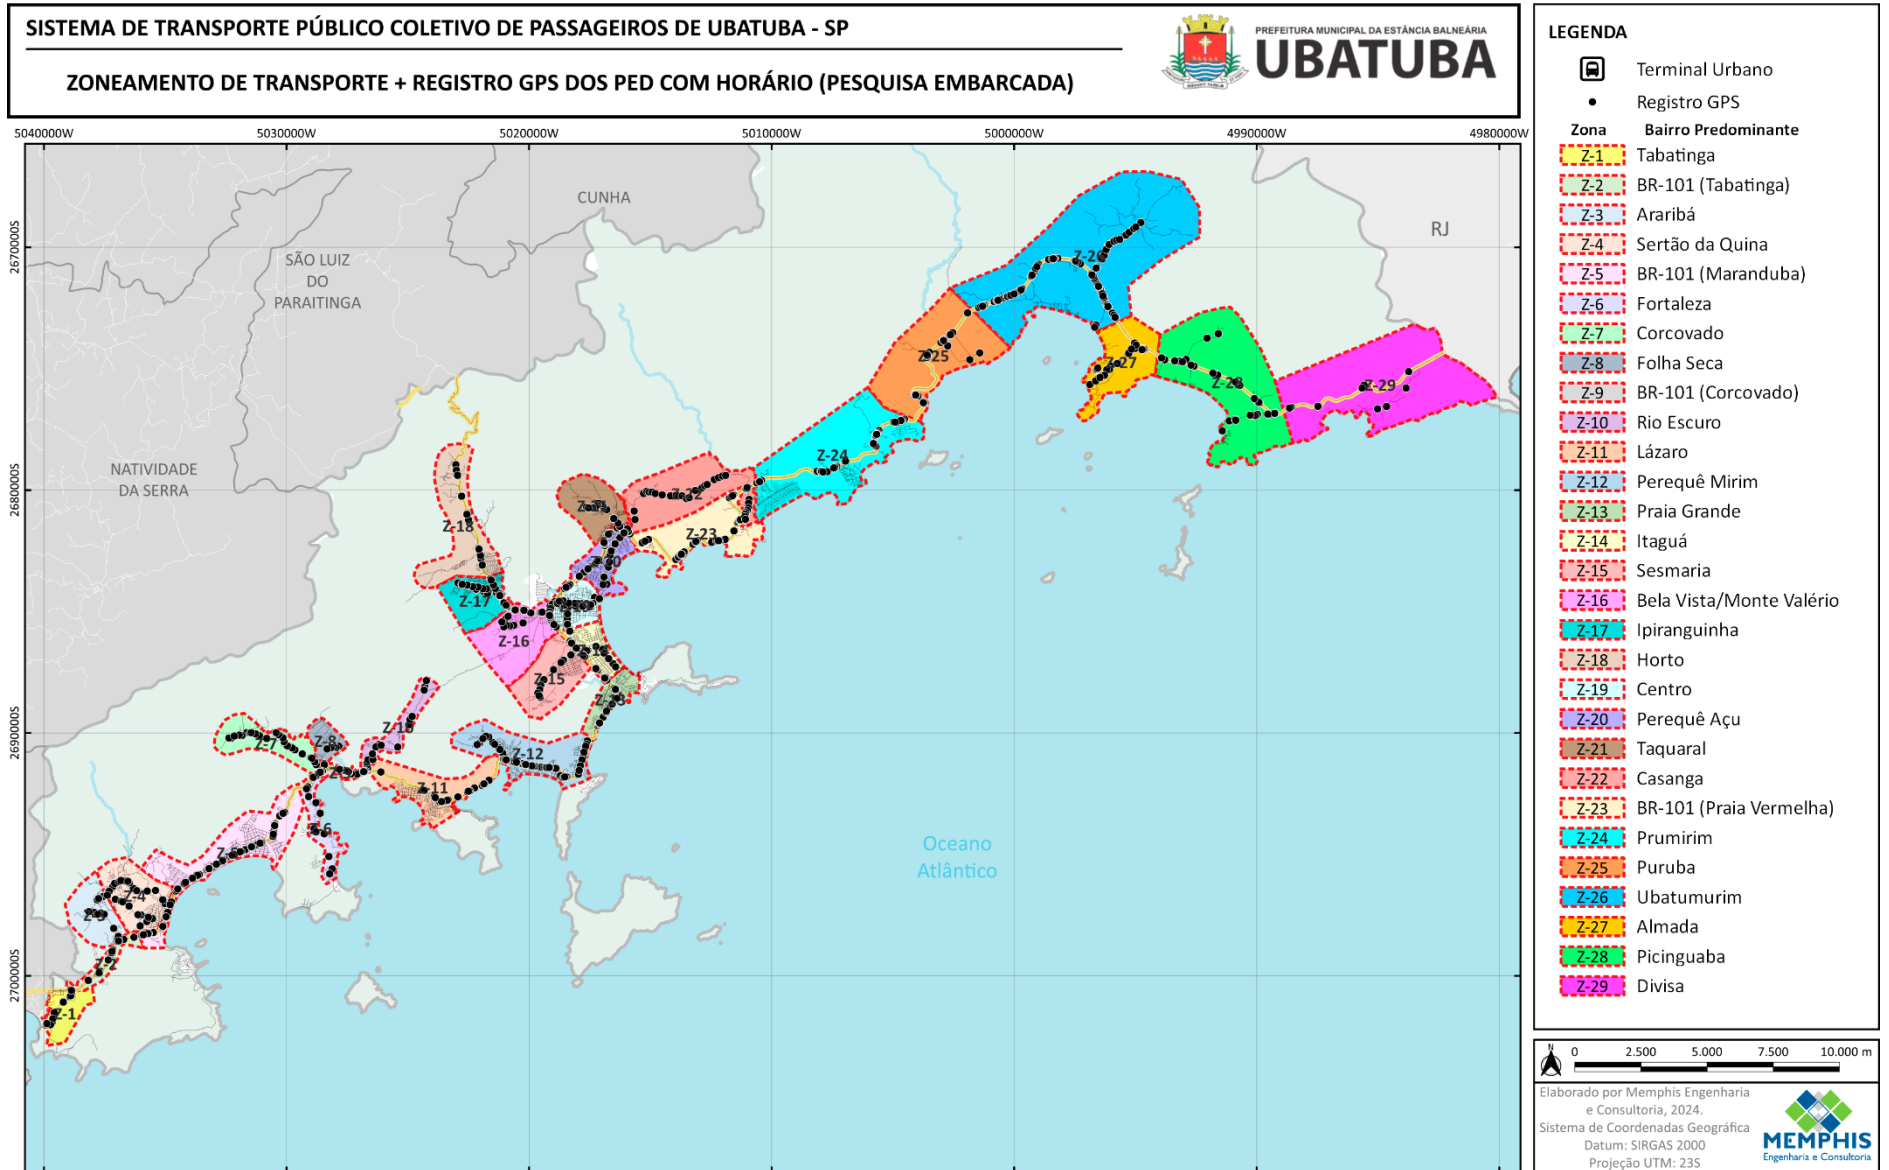 SISTEMA DE TRANSPORTE PÚBLICO COLETIVO DE PASSAGEIROS DE UBATUBA - SP
ZONEAMENTO DE TRANSPORTE + REGISTRO GPS DOS PED COM HORÁRIO (PESQUISA EMBARCADA)
PREFEITURA MUNICIPAL DA ESTÂNCIA BALNEÁRIA
UBATUBA
5040000W 5030000W 5020000W 5010000W 5000000W 4990000W 4980000W
2670000S
2680000S
2690000S
2700000S
CUNHA
RJ
SÃO LUIZ
DO
PARAITINGA
NATIVIDADE
DA SERRA
Oceano
Atlântico
Z-26
Z-25
Z-27
Z-28
Z-29
Z-24
Z-22
Z-23
Z-18
Z-17
Z-16
Z-15
Z-12
Z-11
Z-8
Z-7
Z-4
Z-2
Z-1
LEGENDA
Terminal Urbano
Registro GPS
Zona Bairro Predominante
Z-1 Tabatinga
Z-2 BR-101 (Tabatinga)
Z-3 Araribá
Z-4 Sertão da Quina
Z-5 BR-101 (Maranduba)
Z-6 Fortaleza
Z-7 Corcovado
Z-8 Folha Seca
Z-9 BR-101 (Corcovado)
Z-10 Rio Escuro
Z-11 Lázaro
Z-12 Perequê Mirim
Z-13 Praia Grande
Z-14 Itaguá
Z-15 Sesmaria
Z-16 Bela Vista/Monte Valério
Z-17 Ipiranguinha
Z-18 Horto
Z-19 Centro
Z-20 Perequê Açu
Z-21 Taquaral
Z-22 Casanga
Z-23 BR-101 (Praia Vermelha)
Z-24 Prumirim
Z-25 Puruba
Z-26 Ubatumurim
Z-27 Almada
Z-28 Picinguaba
Z-29 Divisa
N
0 2.500 5.000 7.500 10.000 m
Elaborado por Memphis Engenharia
e Consultoria, 2024.
Sistema de Coordenadas Geográfica
Datum: SIRGAS 2000
Projeção UTM: 23S
MEMPHIS
Engenharia e Consultoria